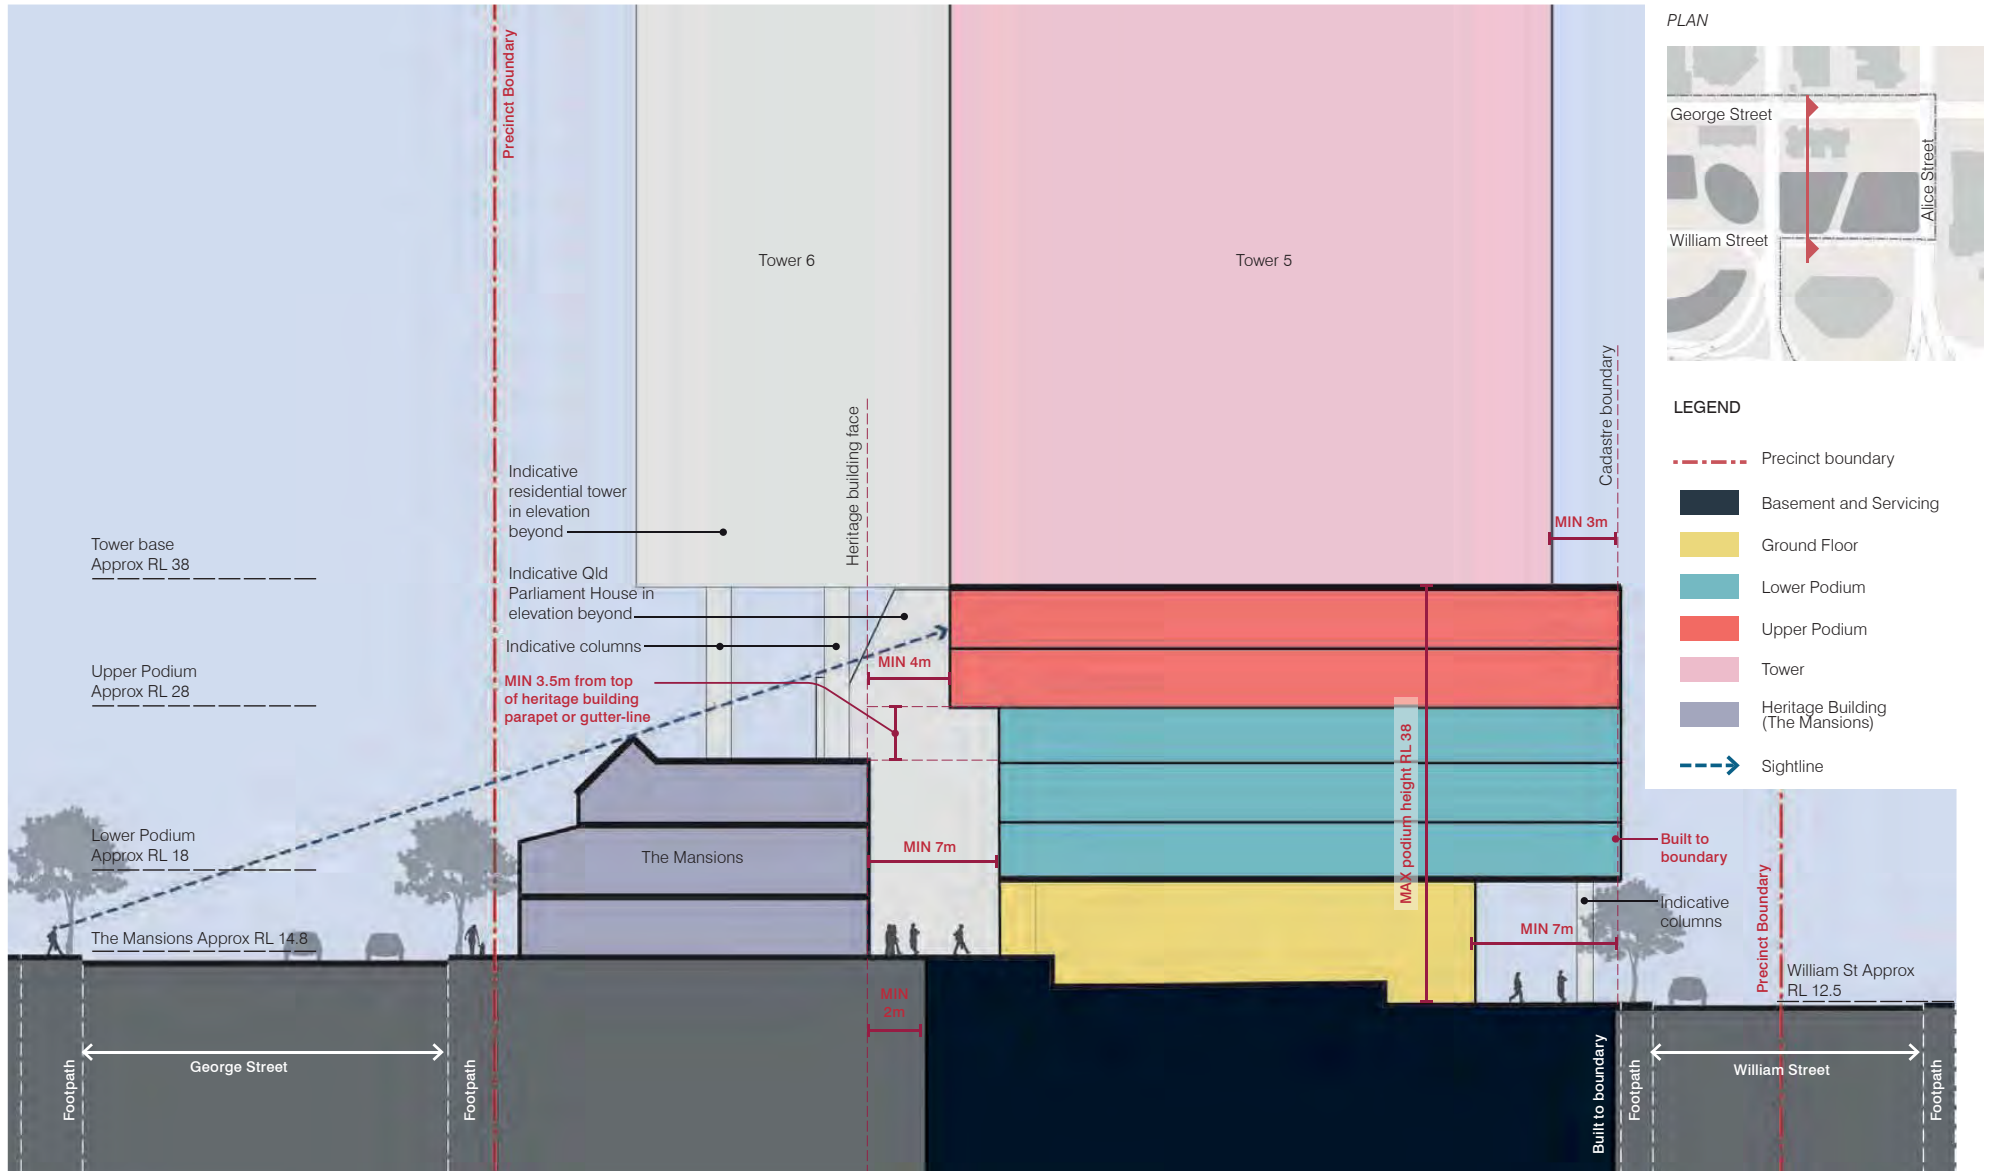 PLAN
George Street
Alice Street
William Street
LEGEND
Precinct boundary
Basement and Servicing
Ground Floor
Lower Podium
Upper Podium
Tower
Heritage Building
(The Mansions)
Sightline
Precinct Boundary
Tower 6
Tower 5
Heritage building face
Cadastre boundary
Indicative
residential tower
in elevation
beyond
MIN 3m
Tower base
Approx RL 38
Indicative Qld
Parliament House in
elevation beyond
Indicative columns
MIN 4m
Upper Podium
Approx RL 28
MIN 3.5m from top
of heritage building
parapet or gutter-line
MAX podium height RL 38
Lower Podium
Approx RL 18
The Mansions
MIN 7m
Built to
boundary
Indicative
columns
Precinct Boundary
The Mansions Approx RL 14.8
MIN 7m
William St Approx
RL 12.5
MIN
2m
Footpath
George Street
Footpath
Built to boundary
Footpath
William Street
Footpath